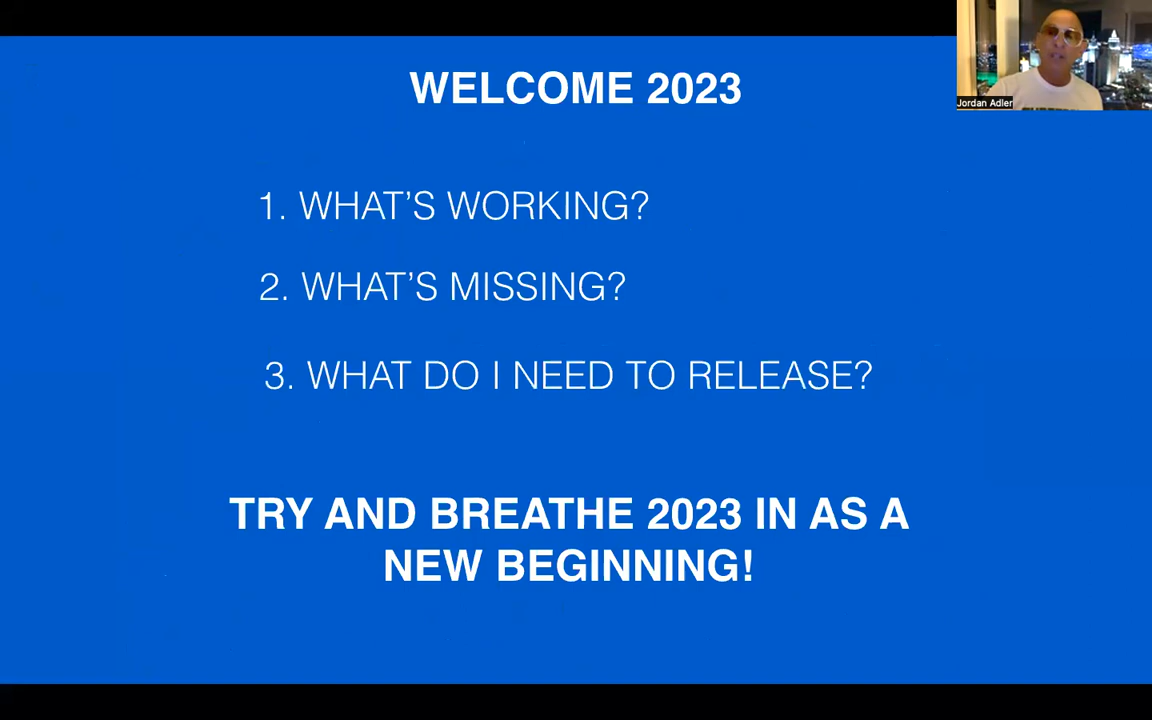 WELCOME 2023
Jordan Adler
1. WHAT’S WORKING?
2. WHAT’S MISSING?
3. WHAT DO I NEED TO RELEASE?
TRY AND BREATHE 2023 IN AS A
NEW BEGINNING!